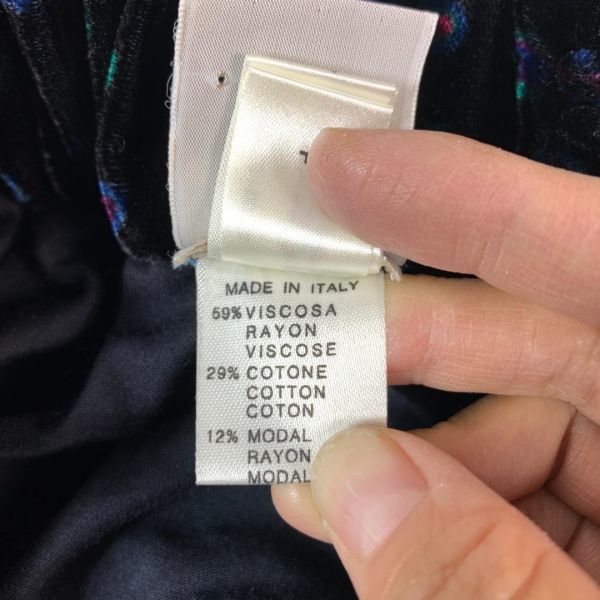 MADE IN ITALY
59% VISCOSA
RAYON
VISCOSE
29% COTONE
COTTON
COTON
12% MODAL
RAYON
MODAL